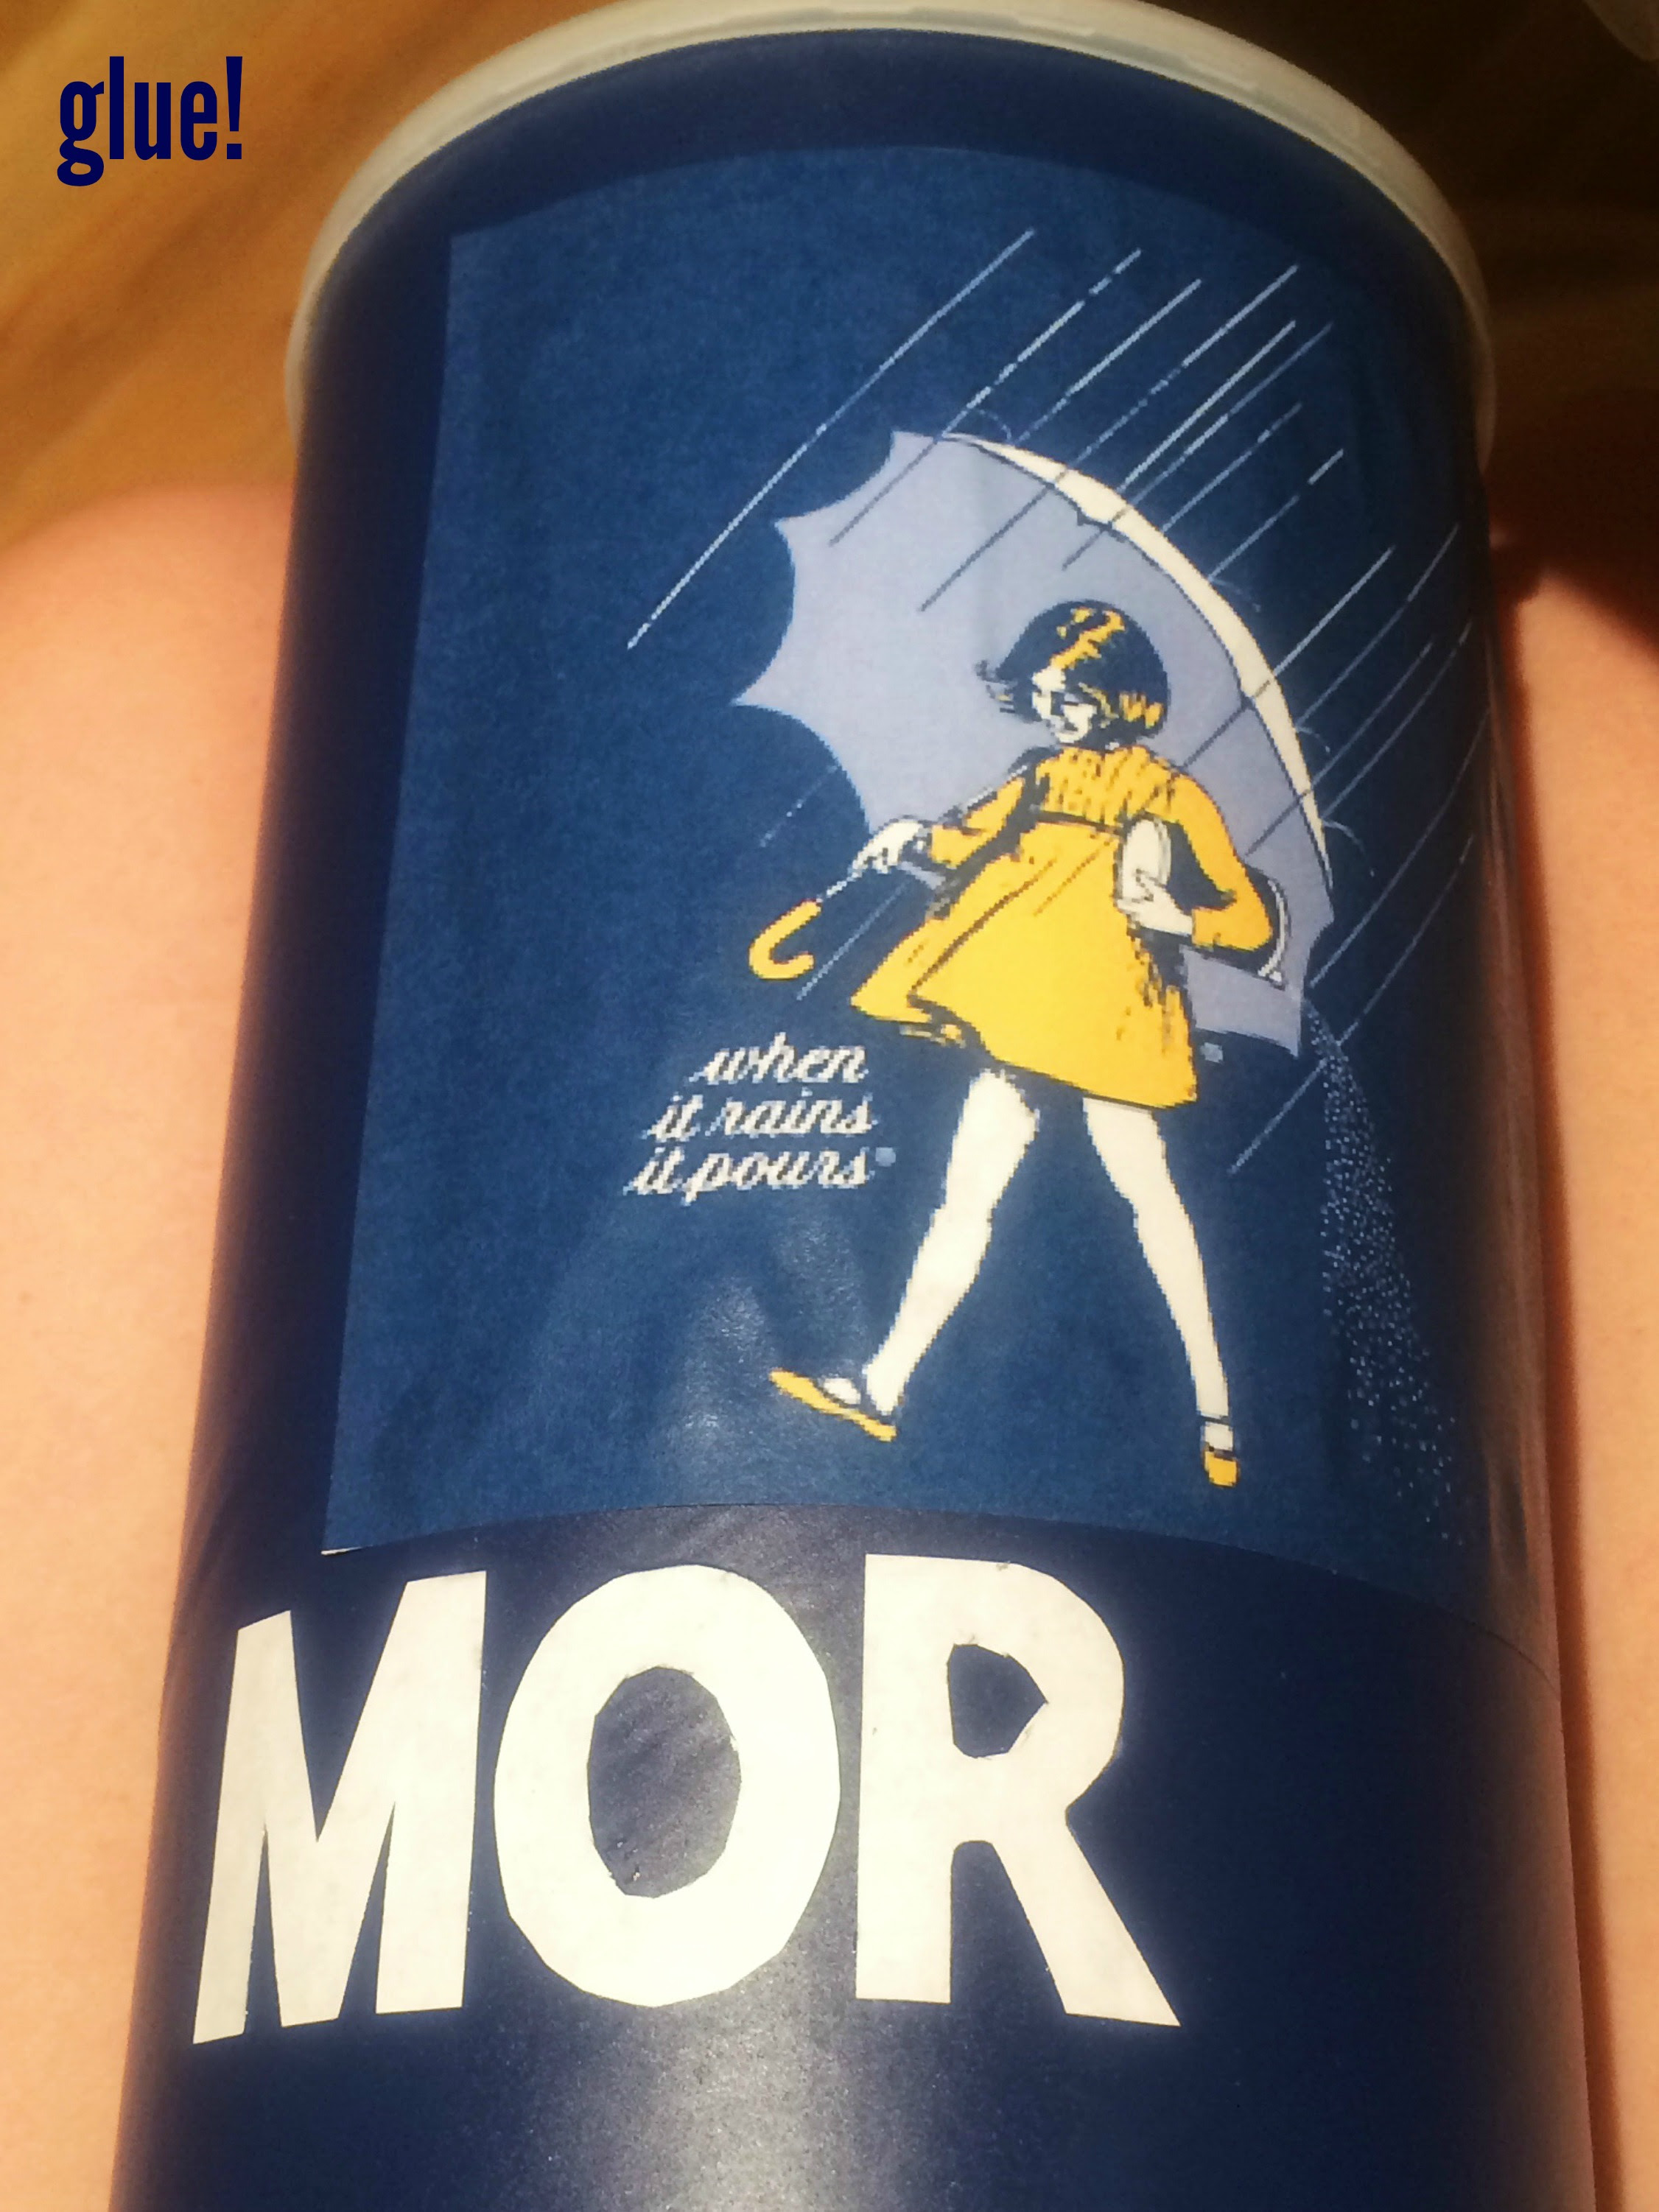 glue!
when
it rains
it pours
MOR